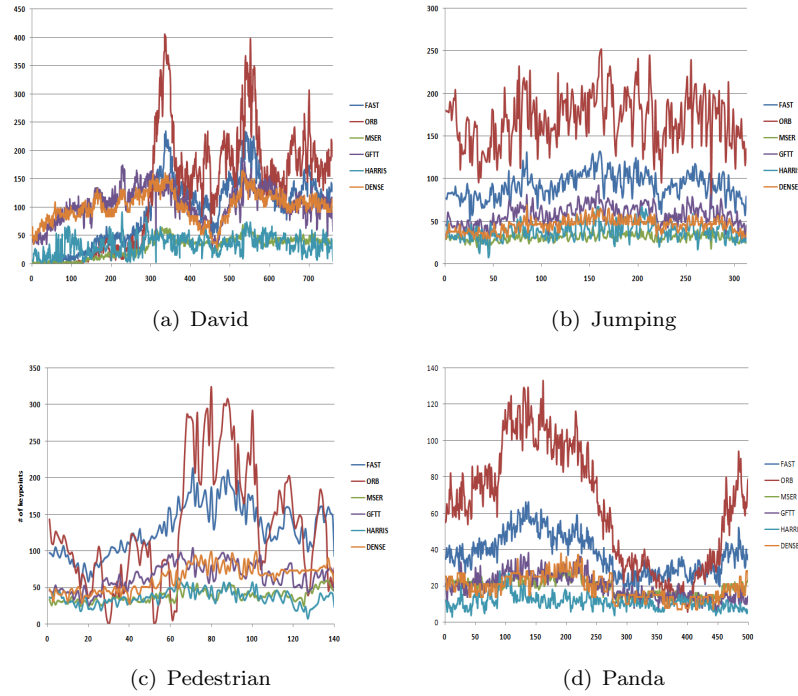 450
400
350
300
250
200
150
100
50
0
0 100 200 300 400 500 600 700
FAST
ORB
MSER
GFTT
HARRIS
DENSE
(a) David
300
250
200
150
100
50
0
0 50 100 150 200 250 300
FAST
ORB
MSER
GFTT
HARRIS
DENSE
(b) Jumping
# of keypoints
350
300
250
200
150
100
50
0
0 20 40 60 80 100 120 140
FAST
ORB
MSER
GFTT
HARRIS
DENSE
(c) Pedestrian
140
120
100
80
60
40
20
0
0 50 100 150 200 250 300 350 400 450 500
FAST
ORB
MSER
GFTT
HARRIS
DENSE
(d) Panda